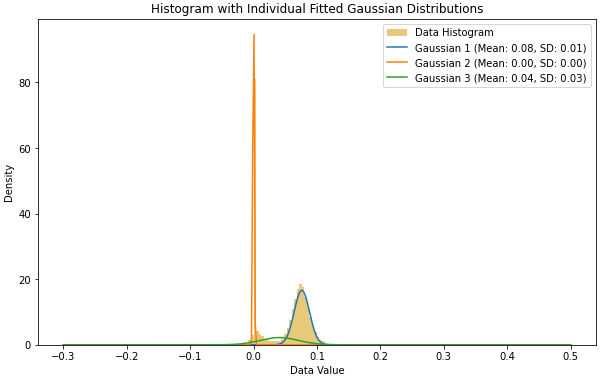 Histogram with Individual Fitted Gaussian Distributions
Data Histogram
Gaussian 1 (Mean: 0.08, SD: 0.01)
Gaussian 2 (Mean: 0.00, SD: 0.00)
Gaussian 3 (Mean: 0.04, SD: 0.03)
Density
80
60
40
20
0
−0.3 −0.2 −0.1 0.0 0.1 0.2 0.3 0.4 0.5
Data Value